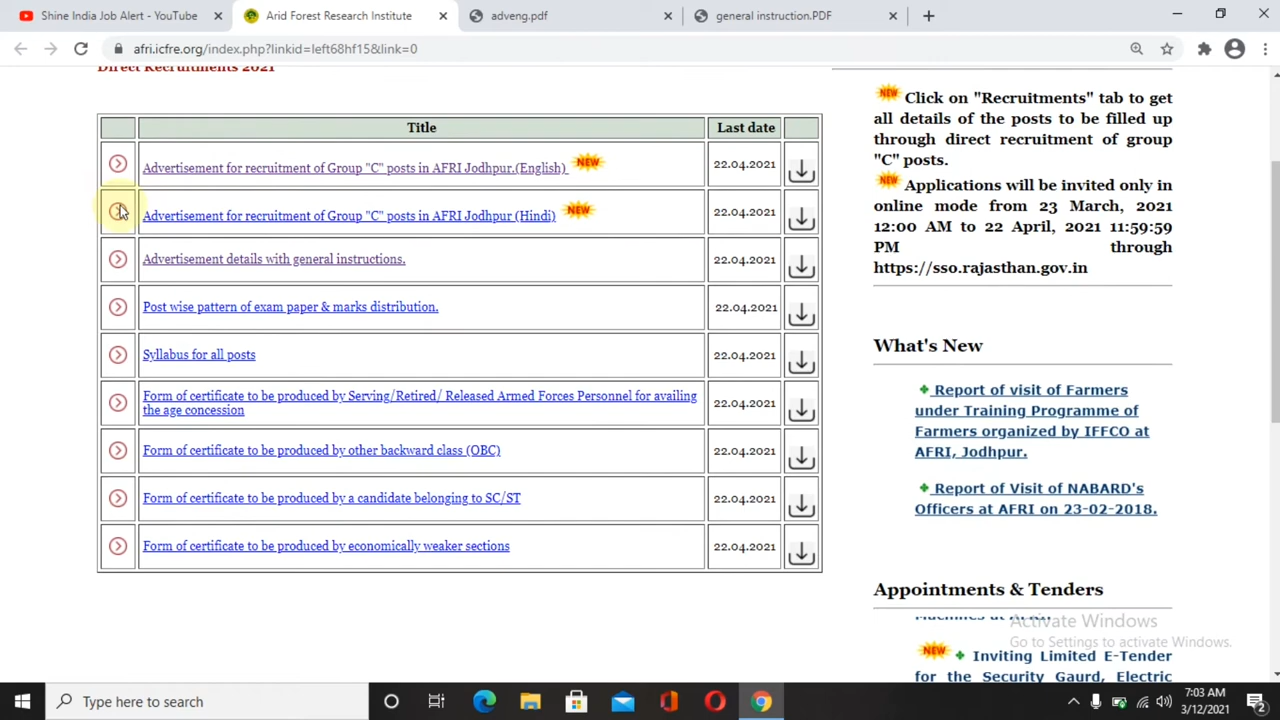 Shine India Job Alert - YouTube
Arid Forest Research Institute
adveng.pdf
general instruction.PDF
afri.icfre.org/index.php?linkid=left68hf15&link=0
Direct Recruitments 2021
Title
Last date
Advertisement for recruitment of Group "C" posts in AFRI Jodhpur.(English)
NEW
22.04.2021
Advertisement for recruitment of Group "C" posts in AFRI Jodhpur (Hindi)
NEW
22.04.2021
Advertisement details with general instructions.
22.04.2021
Post wise pattern of exam paper & marks distribution.
22.04.2021
Syllabus for all posts
22.04.2021
Form of certificate to be produced by Serving/Retired/ Released Armed Forces Personnel for availing
the age concession
22.04.2021
Form of certificate to be produced by other backward class (OBC)
22.04.2021
Form of certificate to be produced by a candidate belonging to SC/ST
22.04.2021
Form of certificate to be produced by economically weaker sections
22.04.2021
NEW Click on "Recruitments" tab to get
all details of the posts to be filled up
through direct recruitment of group
"C" posts.
NEW Applications will be invited only in
online mode from 23 March, 2021
12:00 AM to 22 April, 2021 11:59:59
PM through
https://sso.rajasthan.gov.in
What's New
Report of visit of Farmers
under Training Programme of
Farmers organized by IFFCO at
AFRI, Jodhpur.
Report of Visit of NABARD's
Officers at AFRI on 23-02-2018.
Appointments & Tenders
Machines at AFRI.
NEW Inviting Limited E-Tender
for the Security Gaurd, Electric
Activate Windows
Go to Settings to activate Windows.
Type here to search
7:03 AM
3/12/2021
2